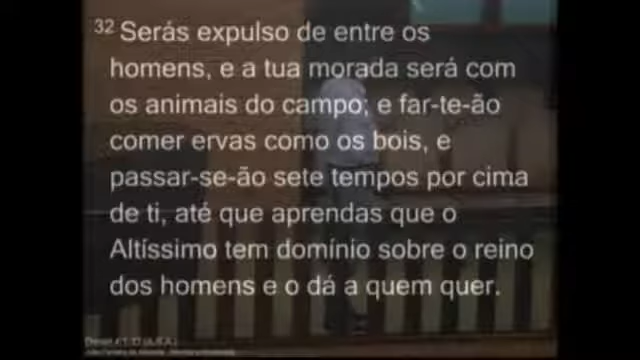 32 Serás expulso de entre os
homens, e a tua morada será com
os animais do campo; e far-te-ão
comer ervas como os bois, e
passar-se-ão sete tempos por cima
de ti, até que aprendas que o
Altíssimo tem domínio sobre o reino
dos homens e o dá a quem quer.